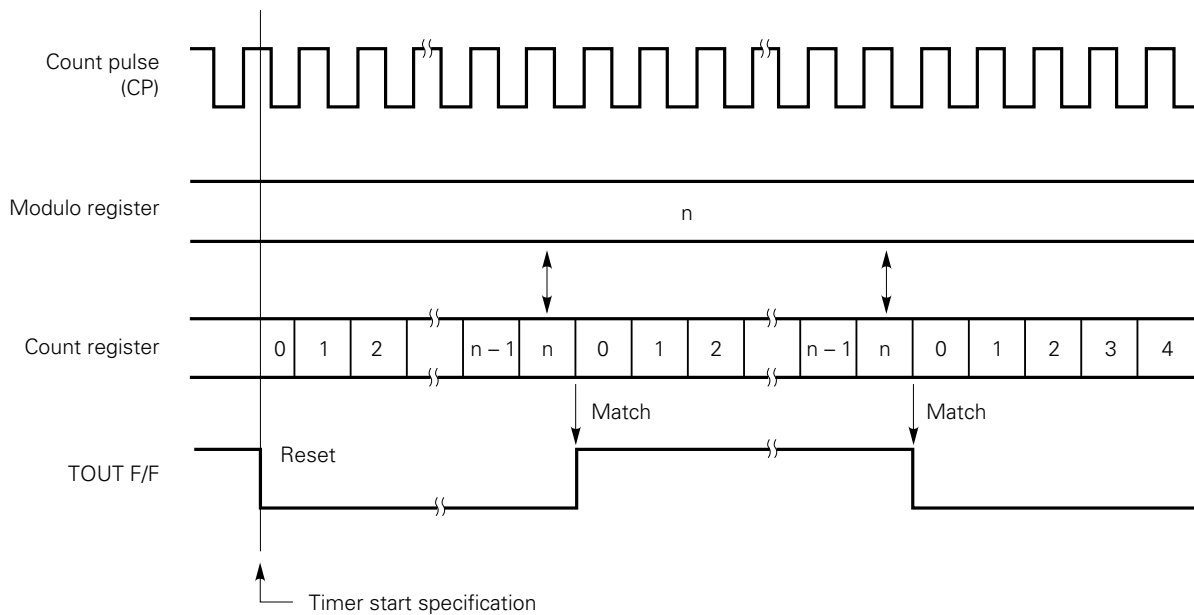 Count pulse
(CP)
Modulo register
n
Count register
0 1 2 n – 1 n 0 1 2 n – 1 n 0 1 2 3 4
Match Match
TOUT F/F
Reset
Timer start specification